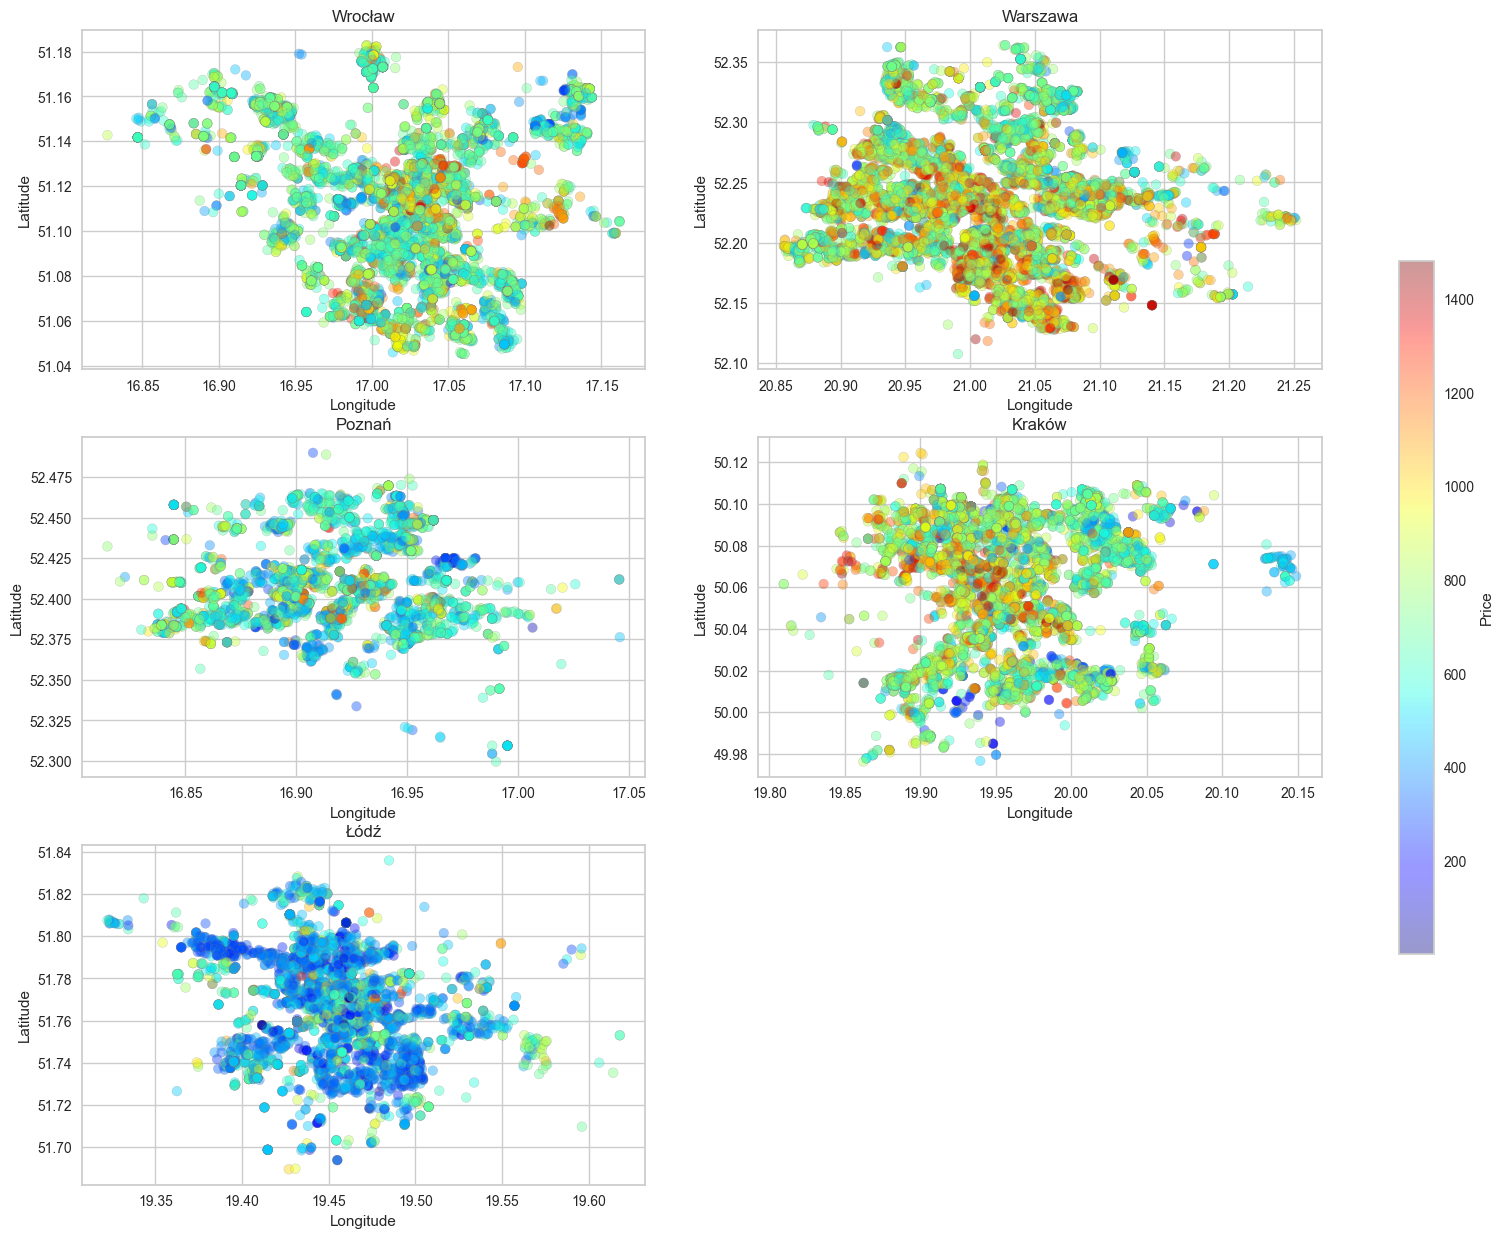 Wrocław
51.18
51.16
51.14
51.12
51.10
51.08
51.06
51.04
Latitude
16.85 16.90 16.95 17.00 17.05 17.10 17.15
Longitude
Warszawa
52.35
52.30
52.25
52.20
52.15
52.10
Latitude
20.85 20.90 20.95 21.00 21.05 21.10 21.15 21.20 21.25
Longitude
Poznań
52.475
52.450
52.425
52.400
52.375
52.350
52.325
52.300
Latitude
16.85 16.90 16.95 17.00 17.05
Longitude
Kraków
50.12
50.10
50.08
50.06
50.04
50.02
50.00
49.98
Latitude
19.80 19.85 19.90 19.95 20.00 20.05 20.10 20.15
Longitude
Łódź
51.84
51.82
51.80
51.78
51.76
51.74
51.72
51.70
Latitude
19.35 19.40 19.45 19.50 19.55 19.60
Longitude
1400
1200
1000
800
600
400
200
Price